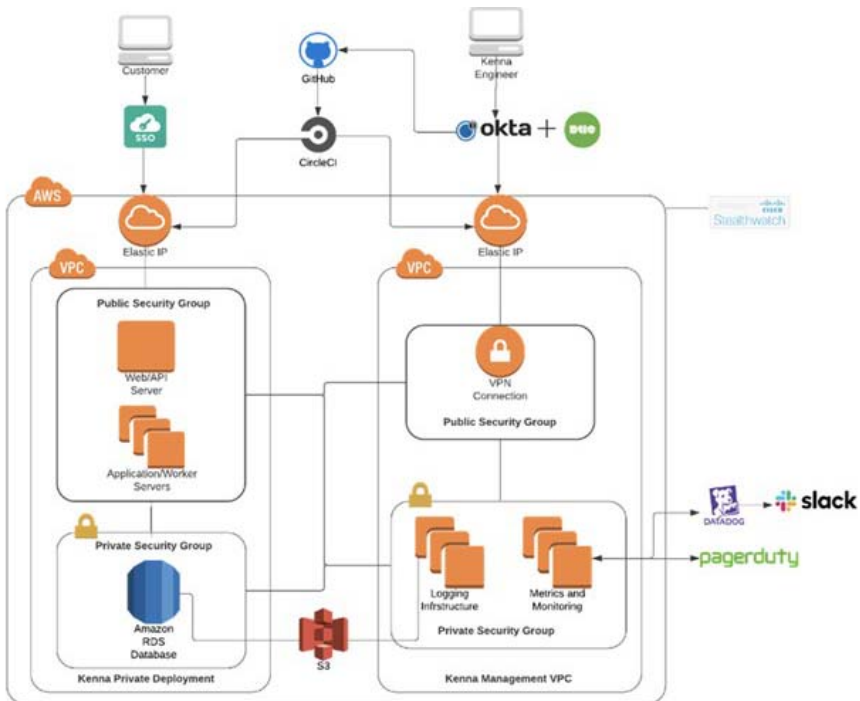 Customer
SSO
GitHub
CircleCI
Kenna
Engineer
okta + DUO
AWS
Elastic IP
Elastic IP
CISCO
Stealthwatch
VPC
Public Security Group
Web/API
Server
Application/Worker
Servers
Private Security Group
Amazon
RDS
Database
Kenna Private Deployment
S3
VPC
VPN
Connection
Public Security Group
Logging
Infrstructure
Metrics and
Monitoring
Private Security Group
Kenna Management VPC
DATADOG
slack
pagerduty